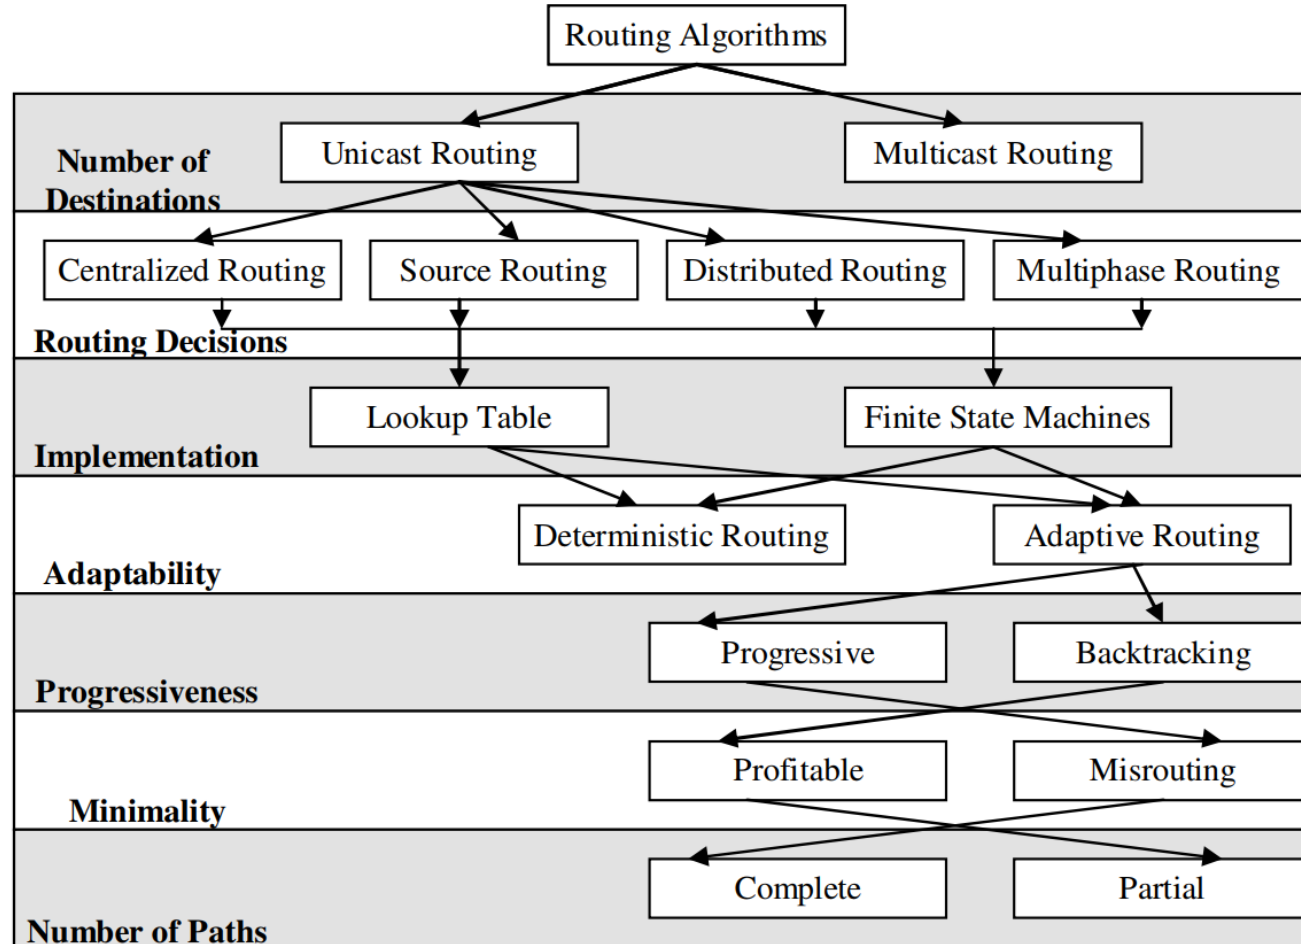 Routing Algorithms
Unicast Routing
Multicast Routing
Number of
Destinations
Centralized Routing
Source Routing
Distributed Routing
Multiphase Routing
Routing Decisions
Lookup Table
Finite State Machines
Implementation
Deterministic Routing
Adaptive Routing
Adaptability
Progressive
Backtracking
Progressiveness
Profitable
Misrouting
Minimality
Complete
Partial
Number of Paths